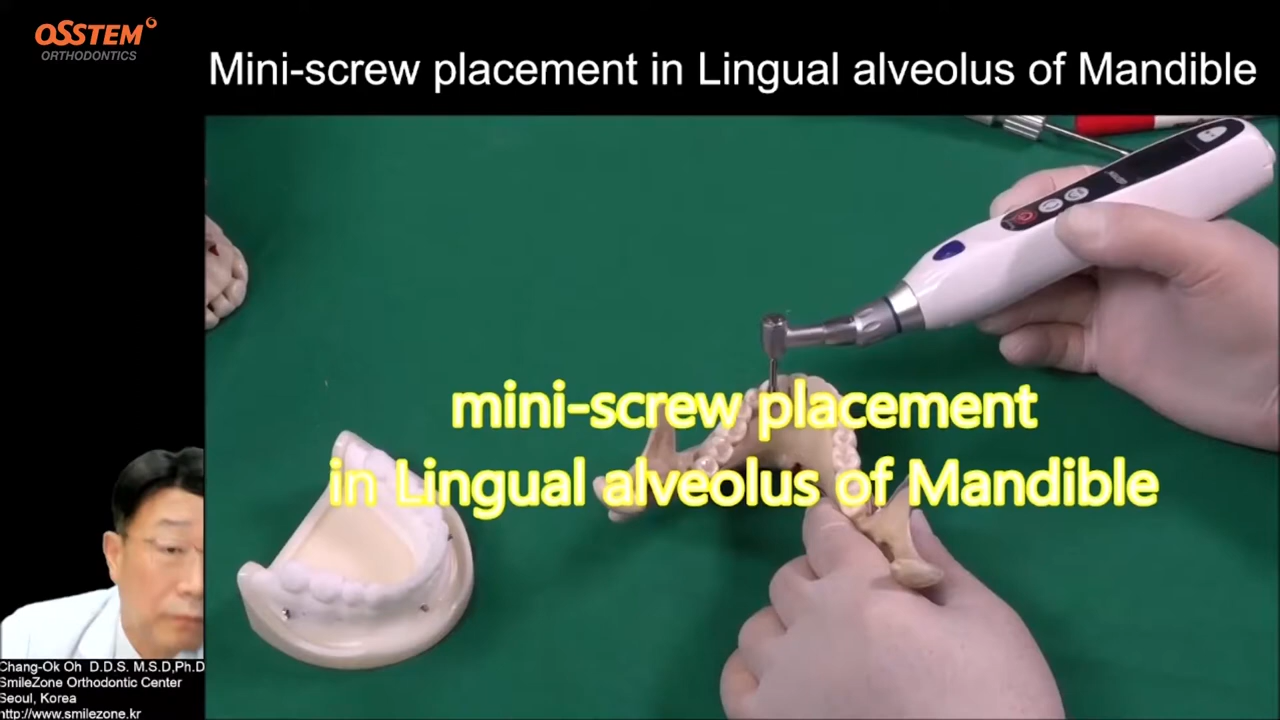 OSSTEM
ORTHODONTICS
Mini-screw placement in Lingual alveolus of Mandible
mini-screw placement
in Lingual alveolus of Mandible
Chang-Ok Oh D.D.S. M.S.D,Ph.D
SmileZone Orthodontic Center
Seoul, Korea
http://www.smilezone.kr